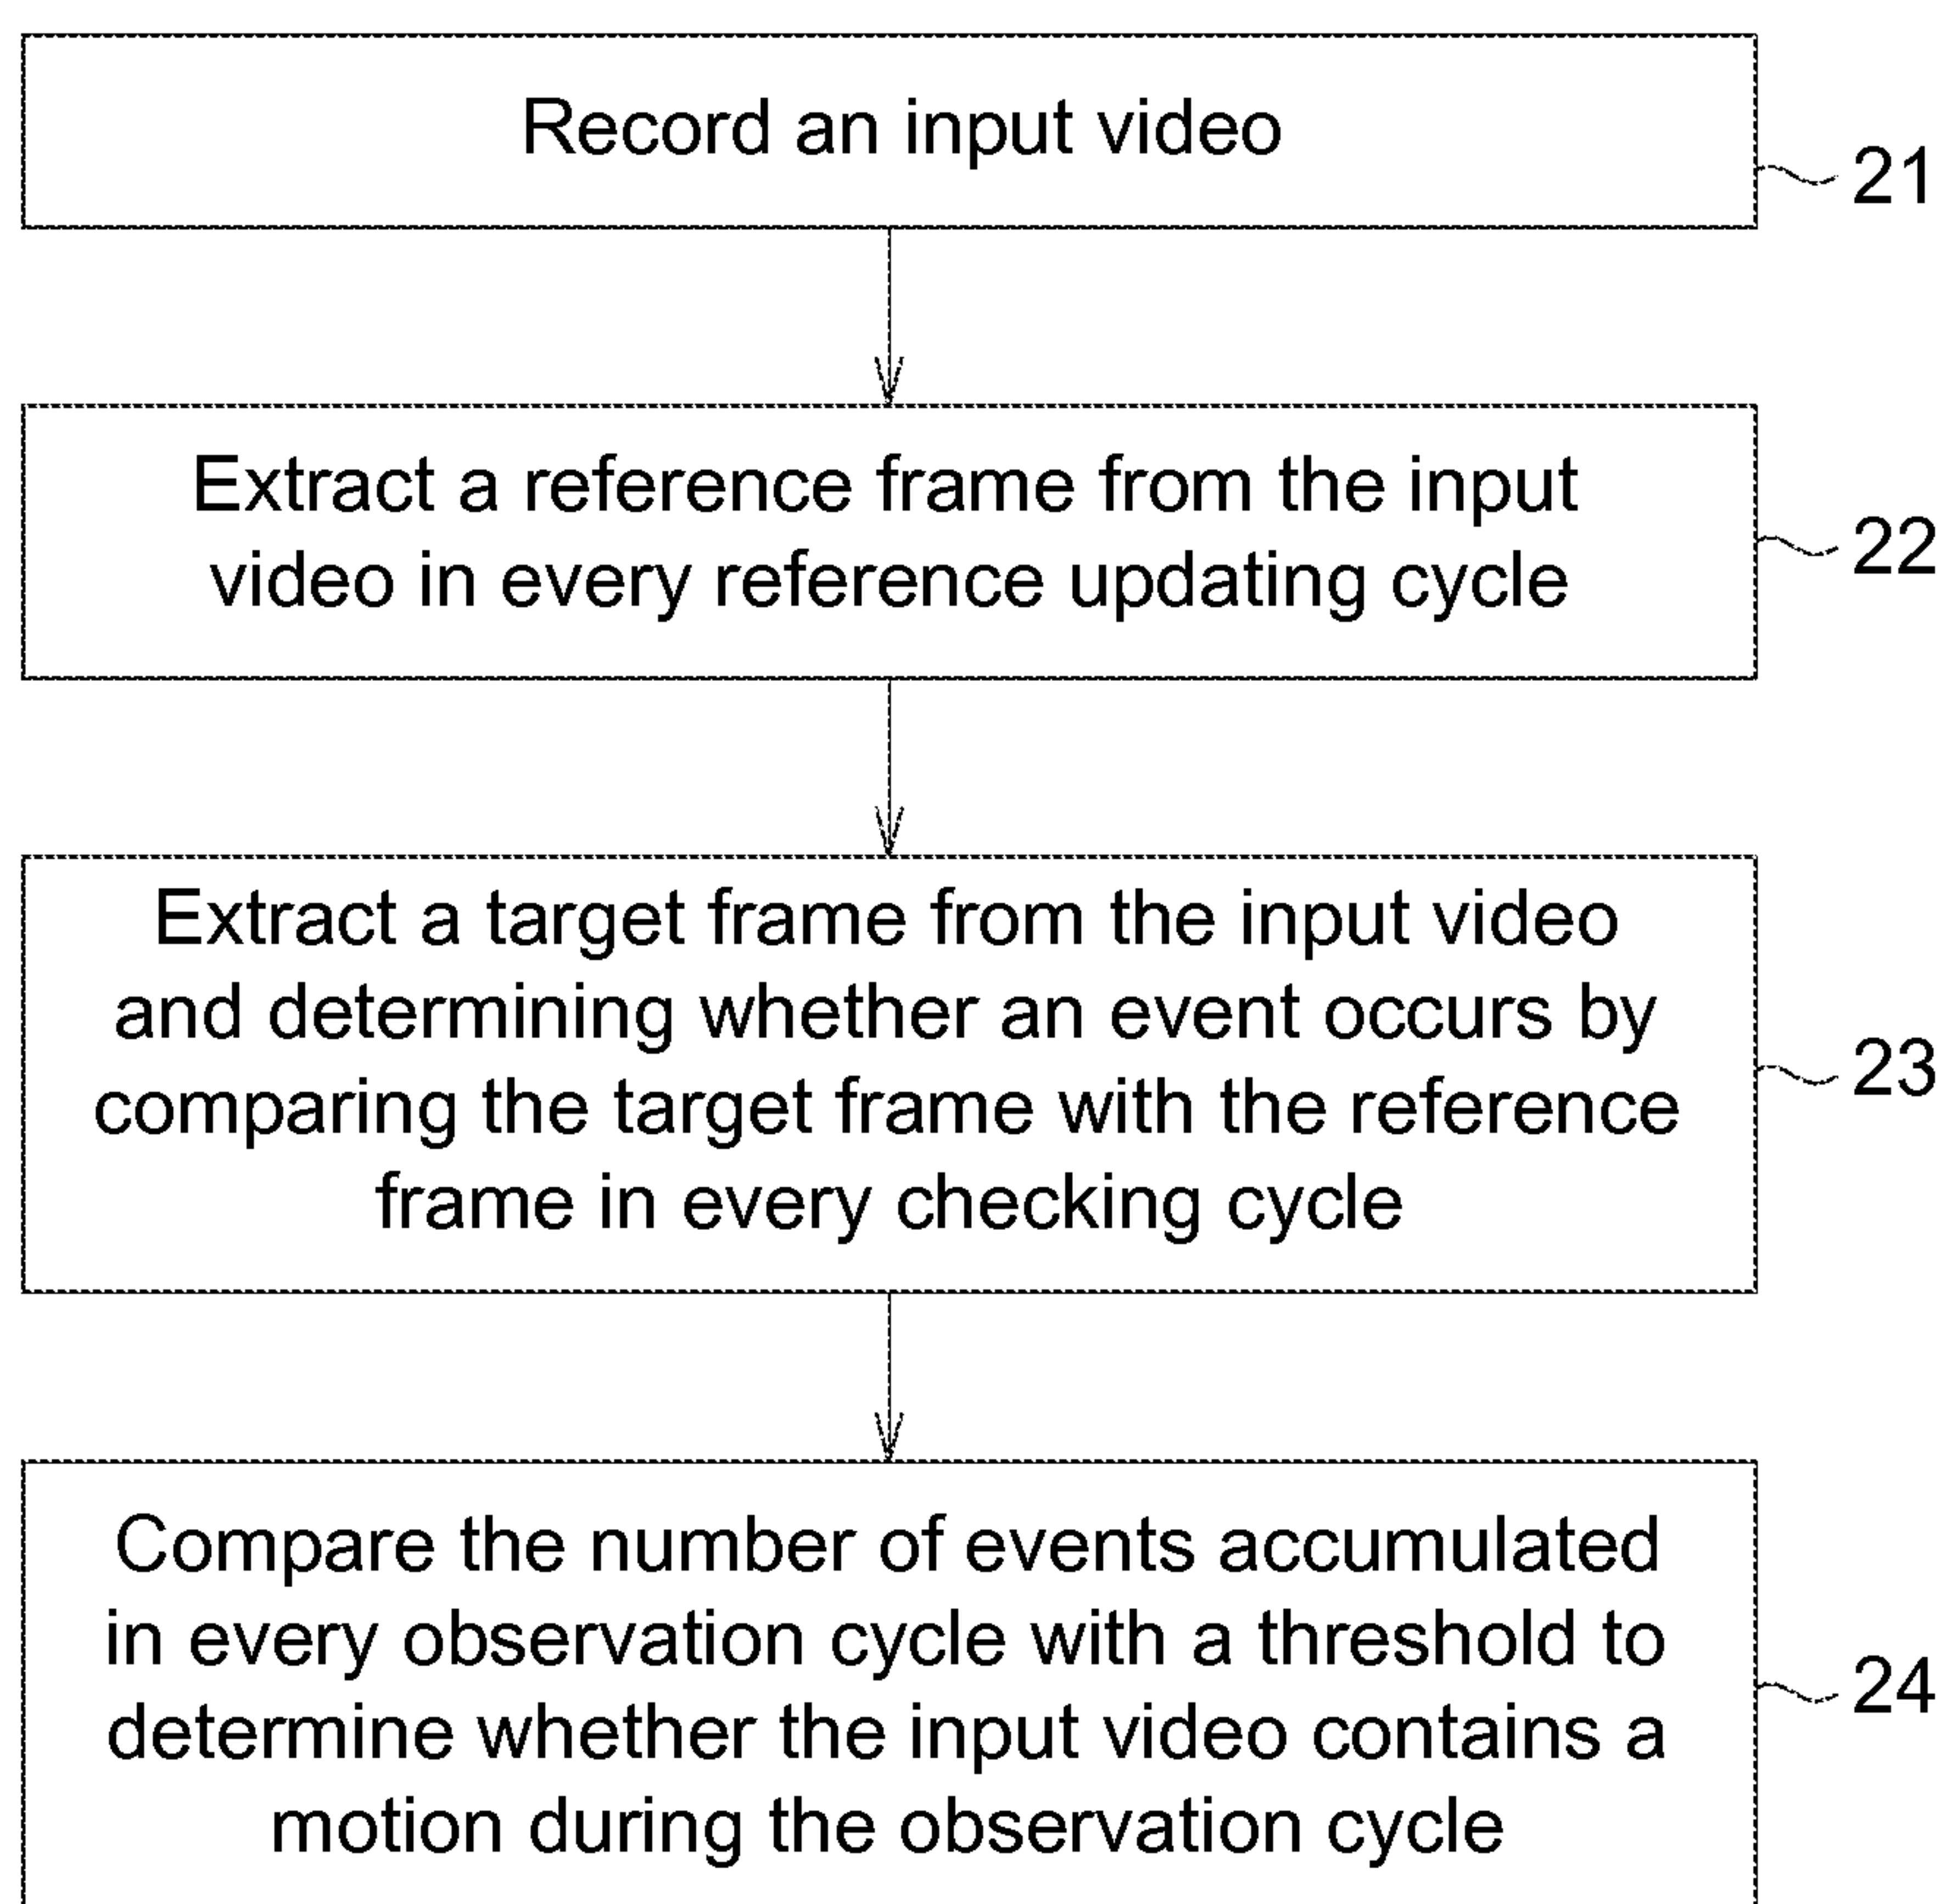 Record an input video
21
Extract a reference frame from the input
video in every reference updating cycle
22
Extract a target frame from the input video
and determining whether an event occurs by
comparing the target frame with the reference
frame in every checking cycle
23
Compare the number of events accumulated
in every observation cycle with a threshold to
determine whether the input video contains a
motion during the observation cycle
24